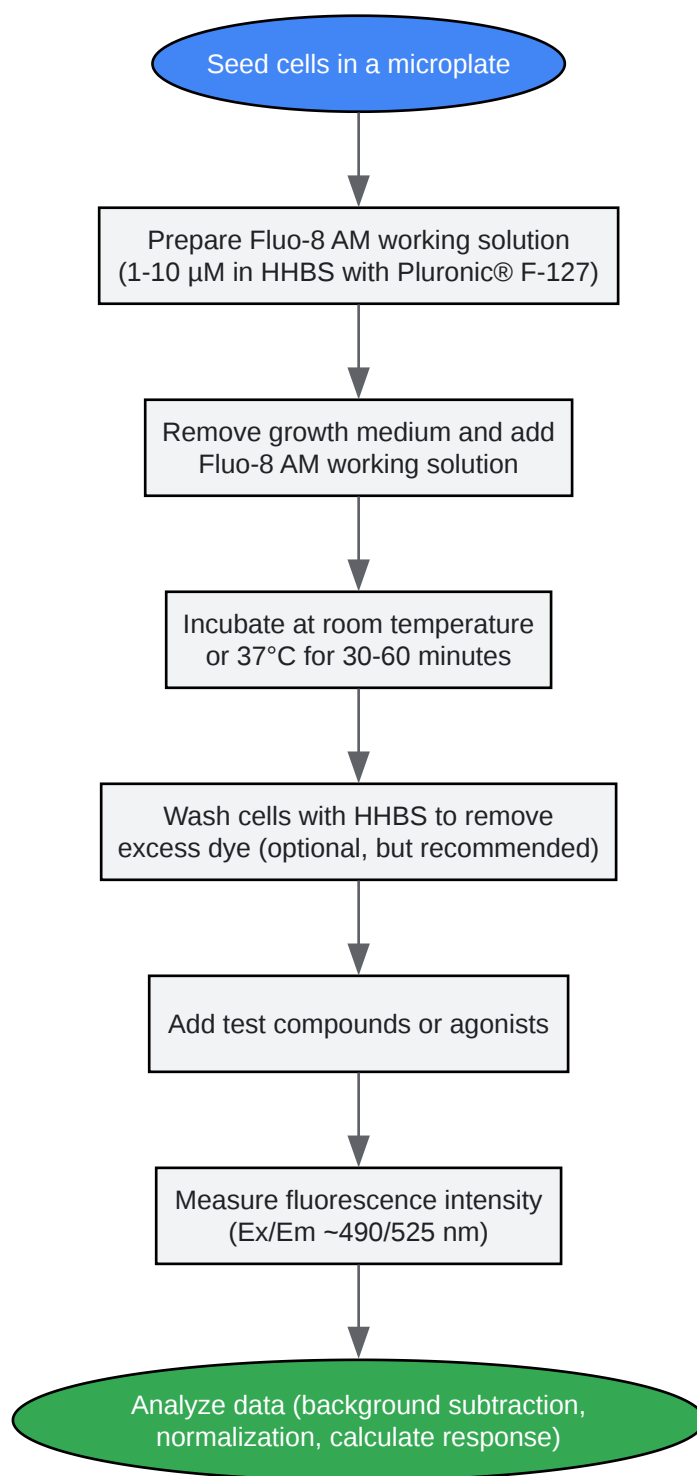 Seed cells in a microplate
Prepare Fluo-8 AM working solution
(1-10 µM in HHBS with Pluronic® F-127)
Remove growth medium and add
Fluo-8 AM working solution
Incubate at room temperature
or 37°C for 30-60 minutes
Wash cells with HHBS to remove
excess dye (optional, but recommended)
Add test compounds or agonists
Measure fluorescence intensity
(Ex/Em ~490/525 nm)
Analyze data (background subtraction,
normalization, calculate response)